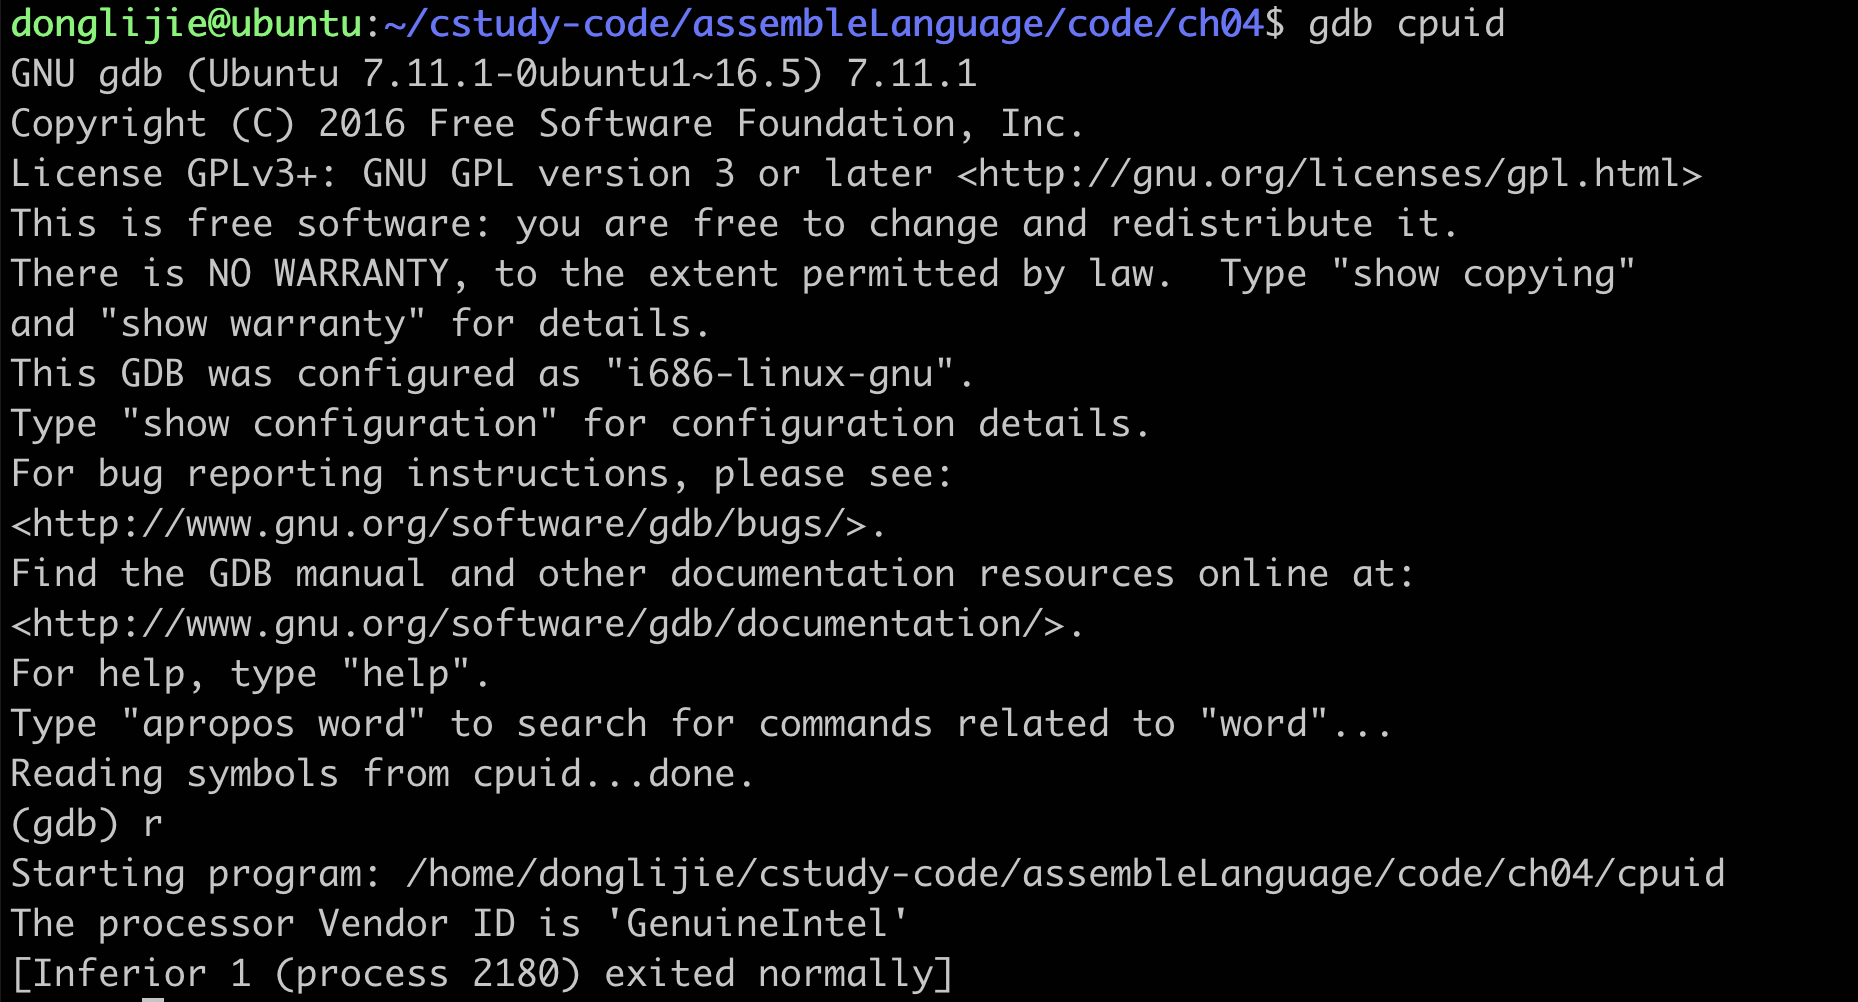 donglijie@ubuntu:~/cstudy-code/assembleLanguage/code/ch04$ gdb cpuid
GNU gdb (Ubuntu 7.11.1-0ubuntu1~16.5) 7.11.1
Copyright (C) 2016 Free Software Foundation, Inc.
License GPLv3+: GNU GPL version 3 or later <http://gnu.org/licenses/gpl.html>
This is free software: you are free to change and redistribute it.
There is NO WARRANTY, to the extent permitted by law.  Type "show copying"
and "show warranty" for details.
This GDB was configured as "i686-linux-gnu".
Type "show configuration" for configuration details.
For bug reporting instructions, please see:
<http://www.gnu.org/software/gdb/bugs/>.
Find the GDB manual and other documentation resources online at:
<http://www.gnu.org/software/gdb/documentation/>.
For help, type "help".
Type "apropos word" to search for commands related to "word"...
Reading symbols from cpuid...done.
(gdb) r
Starting program: /home/donglijie/cstudy-code/assembleLanguage/code/ch04/cpuid
The processor Vendor ID is 'GenuineIntel'
[Inferior 1 (process 2180) exited normally]